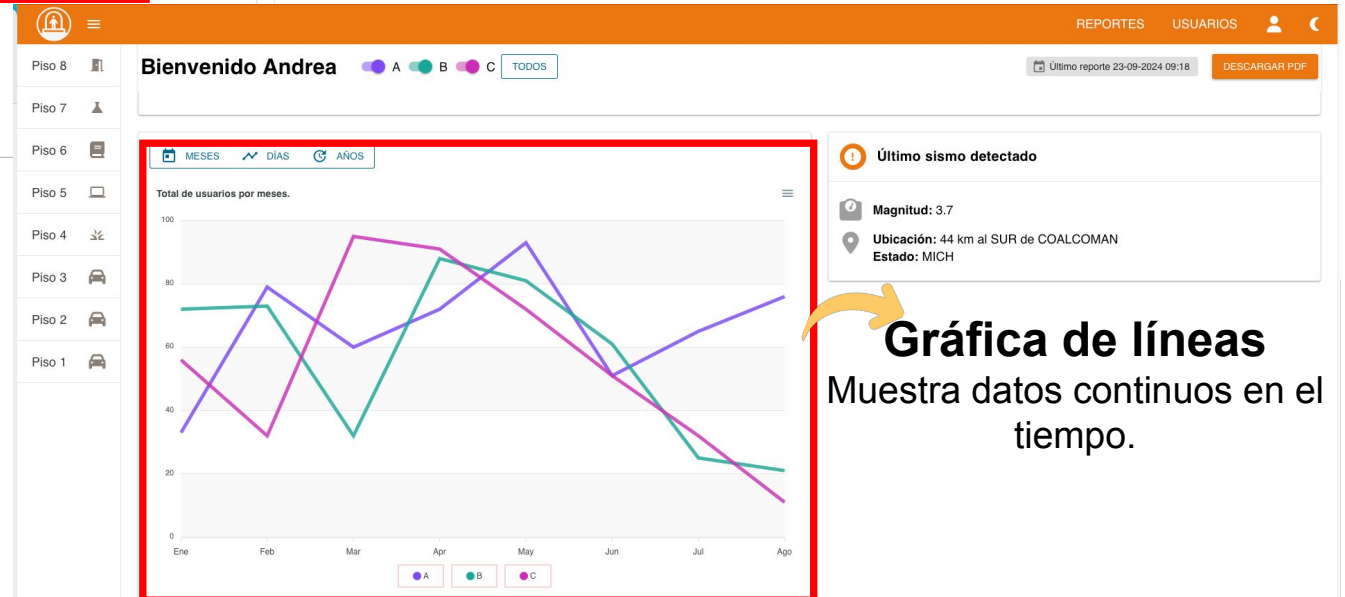 REPORTES USUARIOS
Piso 8
Piso 7
Piso 6
Piso 5
Piso 4
Piso 3
Piso 2
Piso 1
Bienvenido Andrea A B C TODOS
Último reporte 23-09-2024 09:18 DESCARGAR PDF
MESES DÍAS AÑOS
Total de usuarios por meses.
100
80
60
40
20
0
Ene Feb Mar Apr May Jun Jul Ago
A B C
Último sismo detectado
Magnitud: 3.7
Ubicación: 44 km al SUR de COALCOMAN
Estado: MICH
Gráfica de líneas
Muestra datos continuos en el
tiempo.